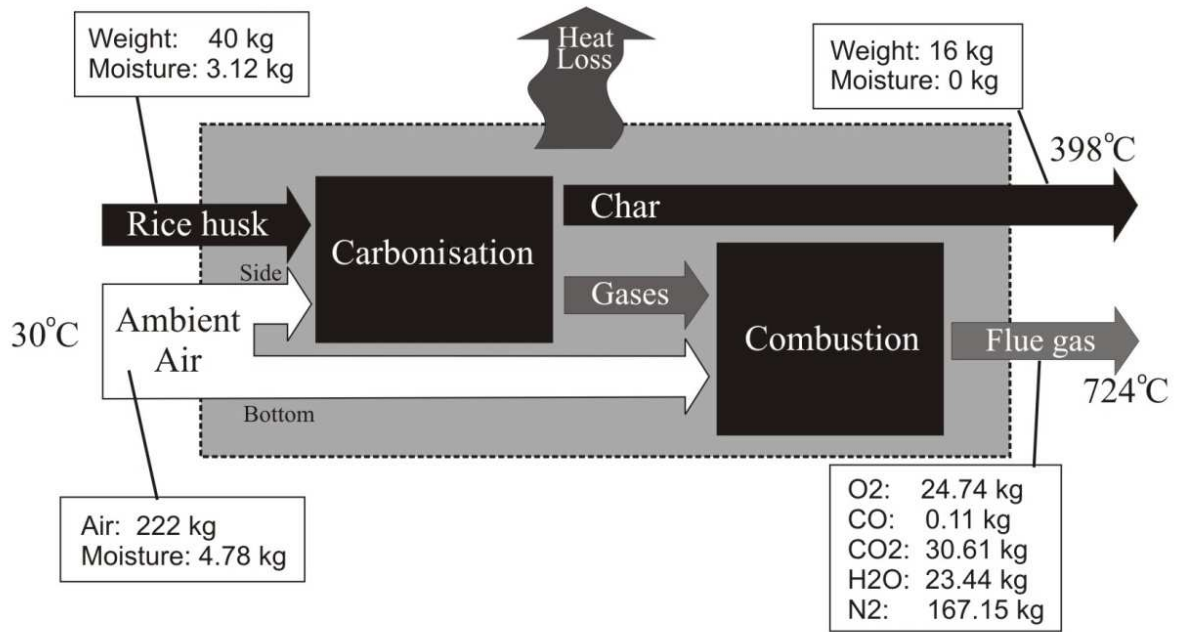 Weight: 40 kg
Moisture: 3.12 kg
Heat
Loss
Weight: 16 kg
Moisture: 0 kg
398°C
Rice husk
Carbonisation
Char
Side
Gases
30°C
Ambient
Air
Combustion
Flue gas
Bottom
724°C
Air: 222 kg
Moisture: 4.78 kg
O2: 24.74 kg
CO: 0.11 kg
CO2: 30.61 kg
H2O: 23.44 kg
N2: 167.15 kg